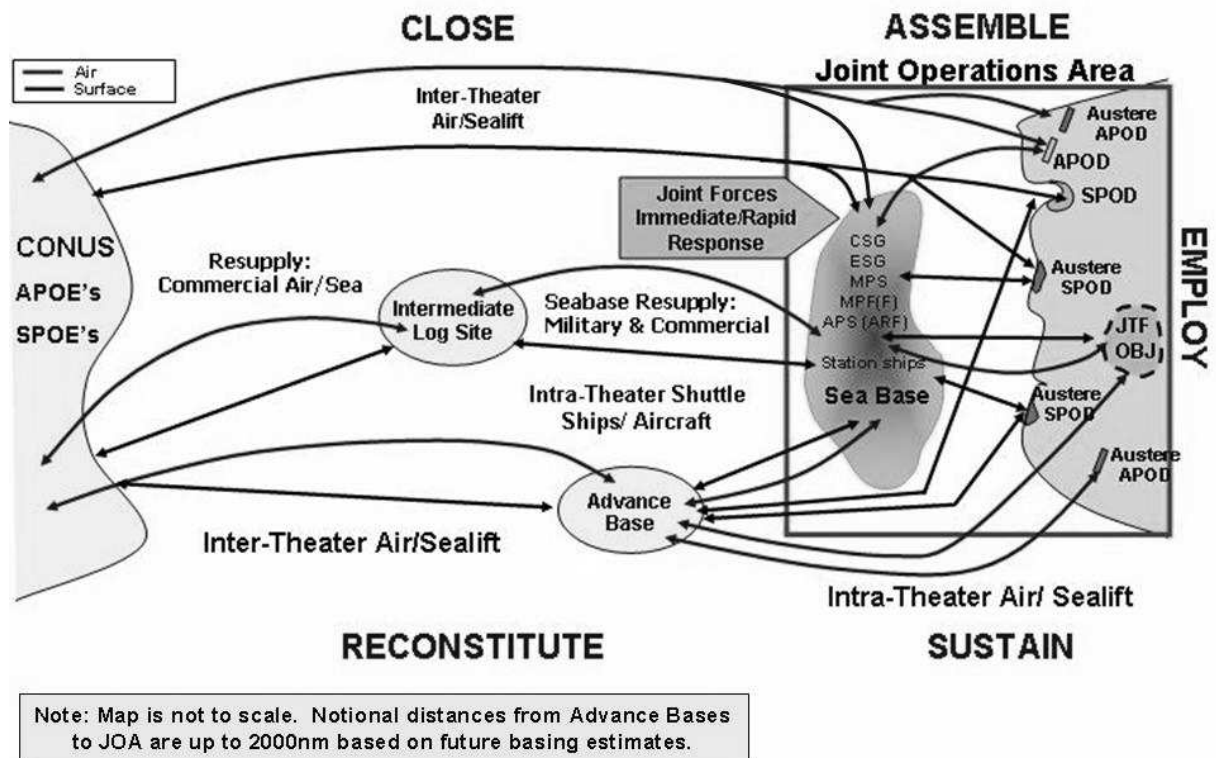 CLOSE
ASSEMBLE
Joint Operations Area
Air
Surface
Inter-Theater
Air/Sealift
Austere
APOD
APOD
SPOD
Joint Forces
Immediate/Rapid
Response
CONUS
APOE's
SPOE's
Resupply:
Commercial Air/Sea
Intermediate
Log Site
Seabase Resupply:
Military & Commercial
CSG
ESG
MPS
MPF(F)
APS (ARF)
Station ships
Sea Base
Austere
SPOD
JTF
OBJ
EMPLOY
Intra-Theater Shuttle
Ships/ Aircraft
Austere
SPOD
Austere
APOD
Advance
Base
Inter-Theater Air/Sealift
Intra-Theater Air/ Sealift
RECONSTITUTE
SUSTAIN
Note: Map is not to scale. Notional distances from Advance Bases
to JOA are up to 2000nm based on future basing estimates.